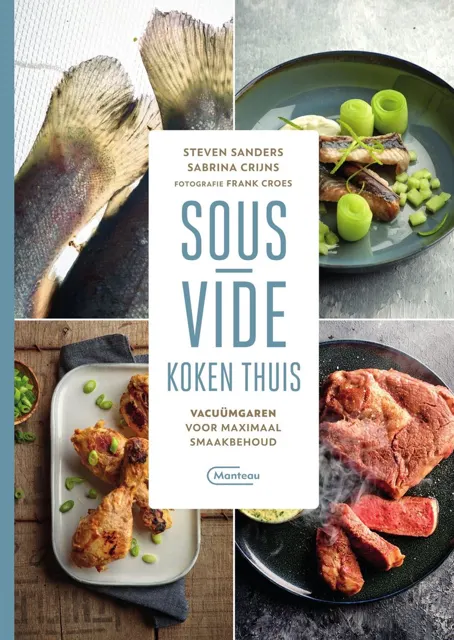 STEVEN SANDERS
SABRINA CRIJNS
FOTOGRAFIE FRANK CROES
SOUS
-
VIDE
KOKEN THUIS
VACUÜMGAREN
VOOR MAXIMAAL
SMAAKBEHOUD
Manteau